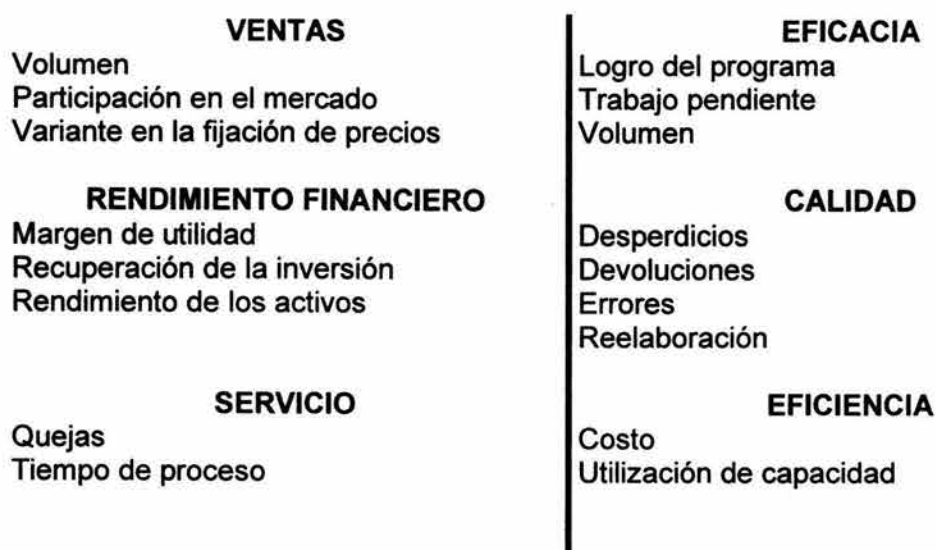 VENTAS
Volumen
Participación en el mercado
Variante en la fijación de precios
RENDIMIENTO FINANCIERO
Margen de utilidad
Recuperación de la inversión
Rendimiento de los activos
SERVICIO
Quejas
Tiempo de proceso
EFICACIA
Logro del programa
Trabajo pendiente
Volumen
CALIDAD
Desperdicios
Devoluciones
Errores
Reelaboración
EFICIENCIA
Costo
Utilización de capacidad